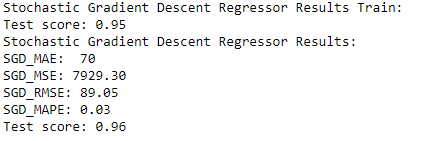 Stochastic Gradient Descent Regressor Results Train:
Test score: 0.95
Stochastic Gradient Descent Regressor Results:
SGD_MAE:  70
SGD_MSE: 7929.30
SGD_RMSE: 89.05
SGD_MAPE: 0.03
Test score: 0.96